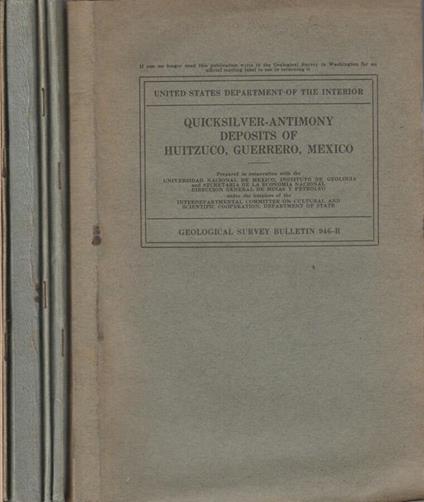 If you no longer need this publication write to the Geological Survey in Washington for an
official mailing label to use in returning it
UNITED STATES DEPARTMENT OF THE INTERIOR
QUICKSILVER-ANTIMONY
DEPOSITS OF
HUITZUCO, GUERRERO, MEXICO
Prepared in cooperation with the
UNIVERSIDAD NACIONAL DE MEXICO, INSTITUTO DE GEOLOGIA
and SECRETARIA DE LA ECONOMIA NACIONAL
DIRECCION GENERAL DE MINAS Y PETROLEO
under the auspices of the
INTERDEPARTMENTAL COMMITTEE ON CULTURAL AND
SCIENTIFIC COOPERATION, DEPARTMENT OF STATE
GEOLOGICAL SURVEY BULLETIN 946-B